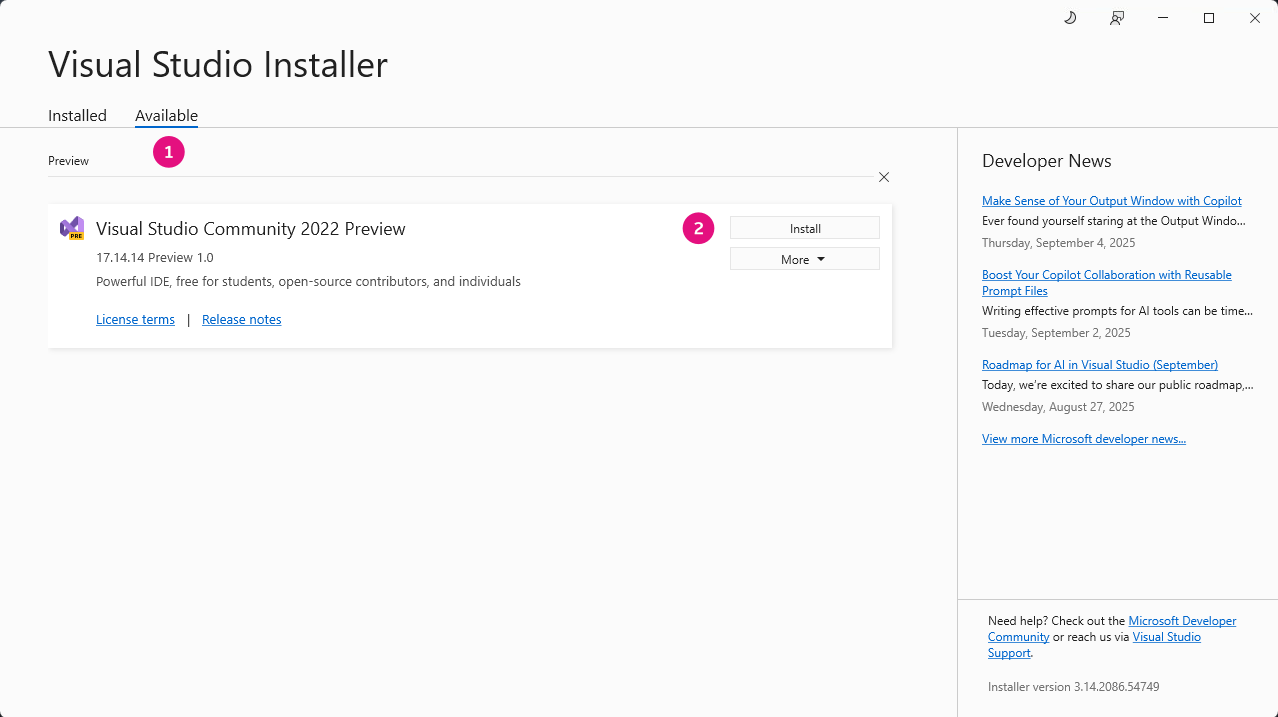 Visual Studio Installer
Installed
Available
1
Preview
Visual Studio Community 2022 Preview
PRE
17.14.14 Preview 1.0
Powerful IDE, free for students, open-source contributors, and individuals
License terms | Release notes
2
Install
More
Developer News
Make Sense of Your Output Window with Copilot
Ever found yourself staring at the Output Windo...
Thursday, September 4, 2025
Boost Your Copilot Collaboration with Reusable
Prompt Files
Writing effective prompts for AI tools can be time...
Tuesday, September 2, 2025
Roadmap for AI in Visual Studio (September)
Today, we're excited to share our public roadmap,...
Wednesday, August 27, 2025
View more Microsoft developer news...
Need help? Check out the Microsoft Developer
Community or reach us via Visual Studio
Support.
Installer version 3.14.2086.54749